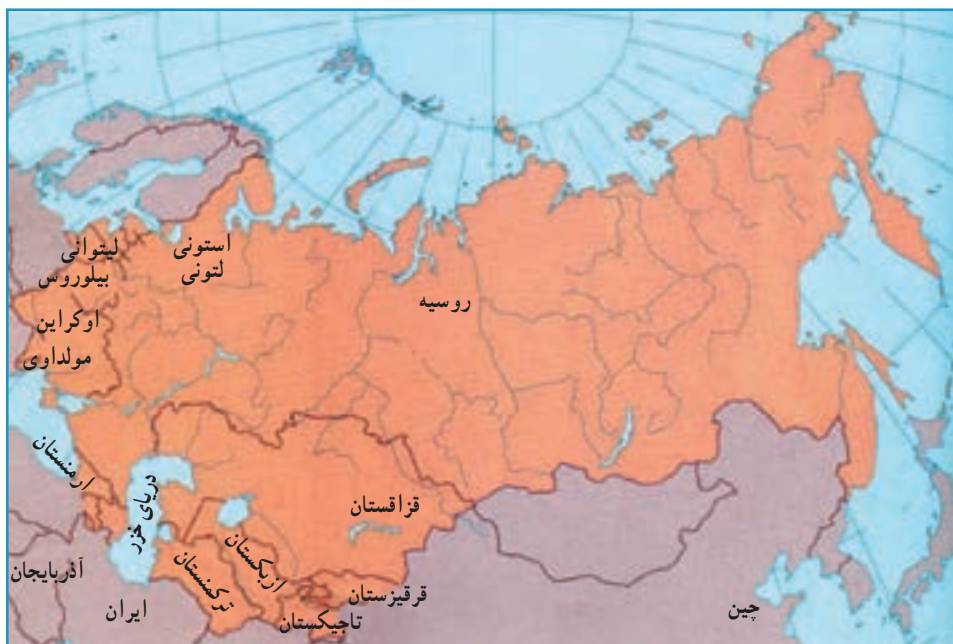 استونی
لتونی
لیتوانی
بیلوروس
اوکراین
مولداوی
روسیه
ارمنستان
دریای خزر
قزاقستان
ازبکستان
ترکمنستان
قرقیزستان
تاجیکستان
آذربایجان
ایران
چین